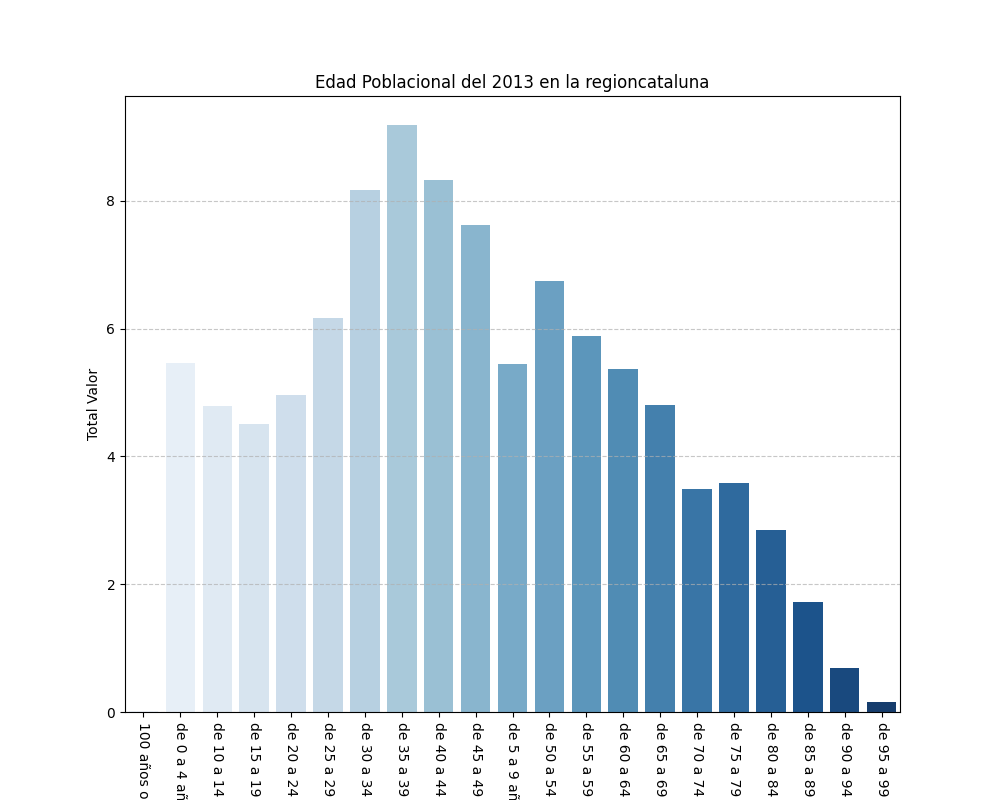 Edad Poblacional del 2013 en la regioncataluna
Total Valor
8
6
4
2
0
100 años o
de 0 a 4 añ
de 10 a 14
de 15 a 19
de 20 a 24
de 25 a 29
de 30 a 34
de 35 a 39
de 40 a 44
de 45 a 49
de 5 a 9 añ
de 50 a 54
de 55 a 59
de 60 a 64
de 65 a 69
de 70 a 74
de 75 a 79
de 80 a 84
de 85 a 89
de 90 a 94
de 95 a 99